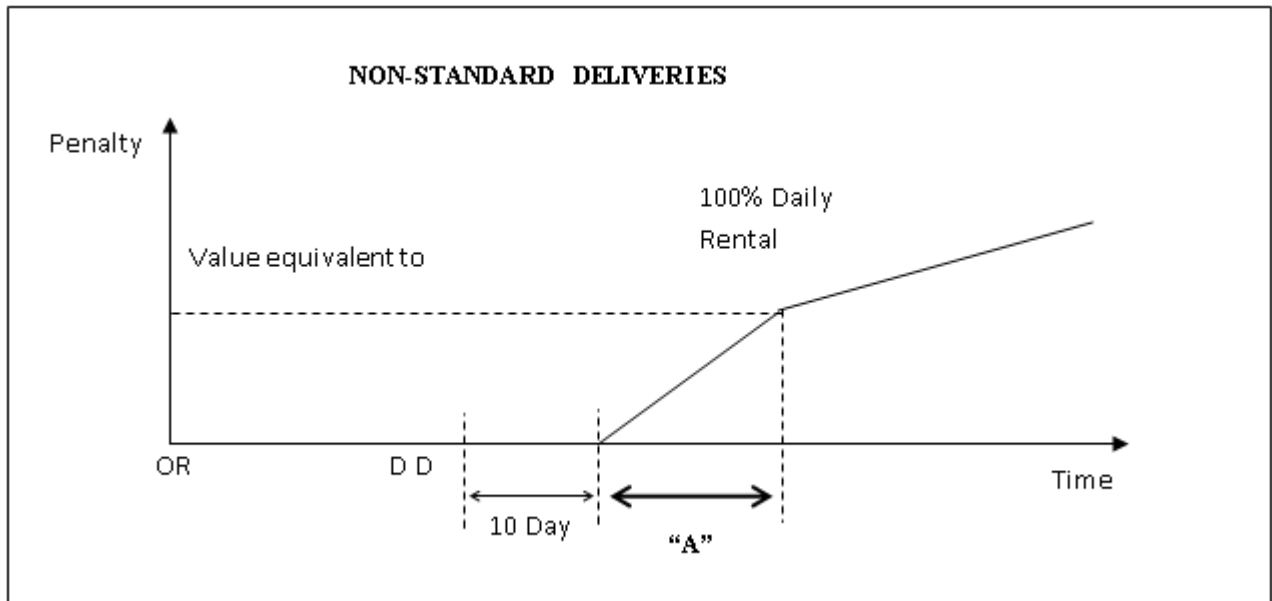 NON-STANDARD DELIVERIES
Penalty
100% Daily
Rental
Value equivalent to
OR
D D
Time
10 Day
“A”